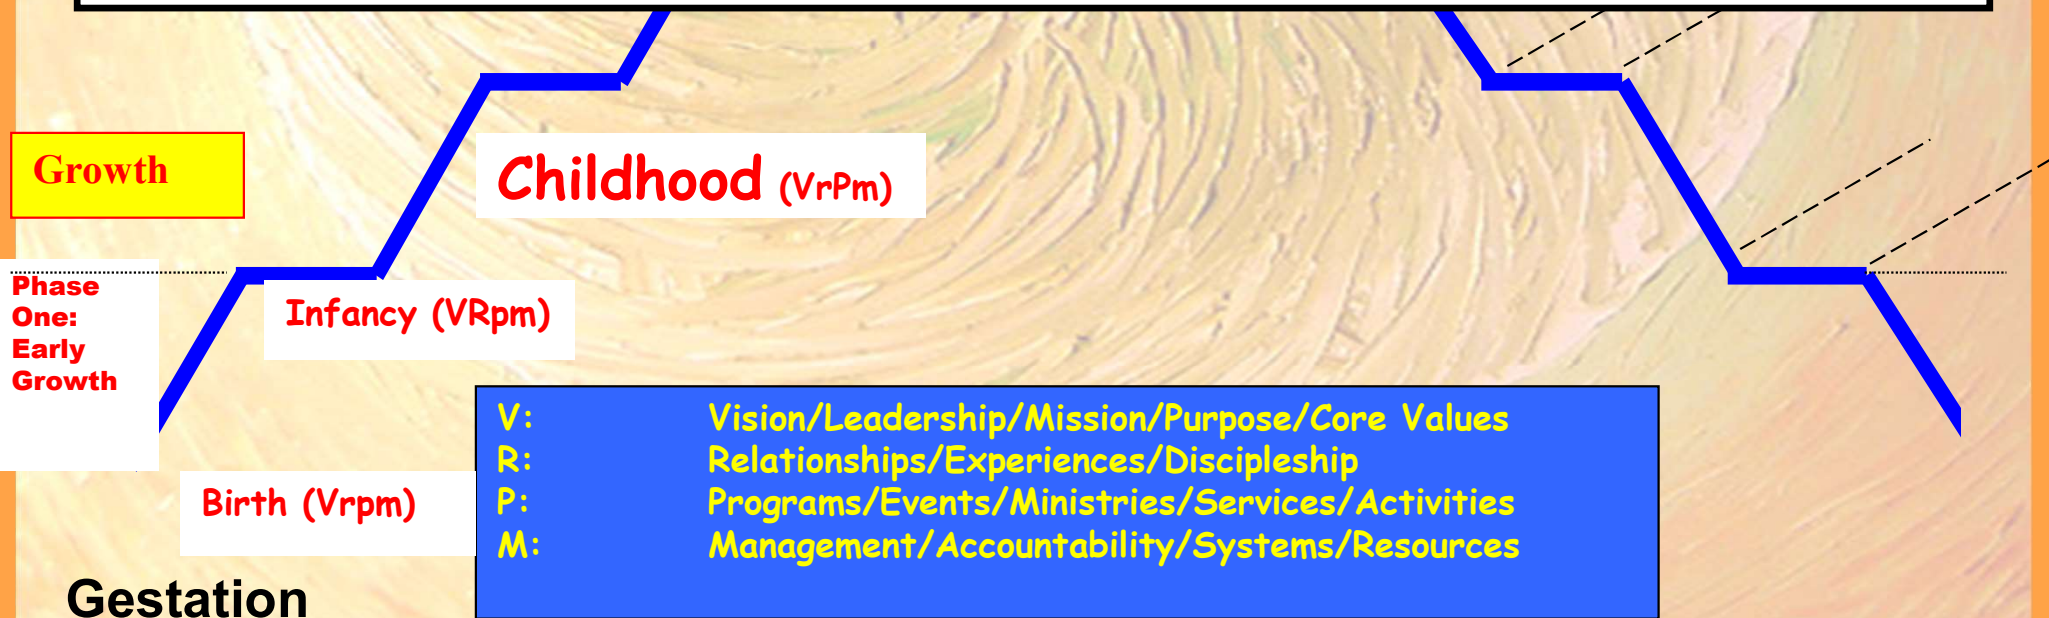 Growth
Childhood (VrPm)
Phase
One:
Early
Growth
Infancy (VRpm)
V: Vision/Leadership/Mission/Purpose/Core Values
R: Relationships/Experiences/Discipleship
P: Programs/Events/Ministries/Services/Activities
M: Management/Accountability/Systems/Resources
Birth (Vrpm)
Gestation